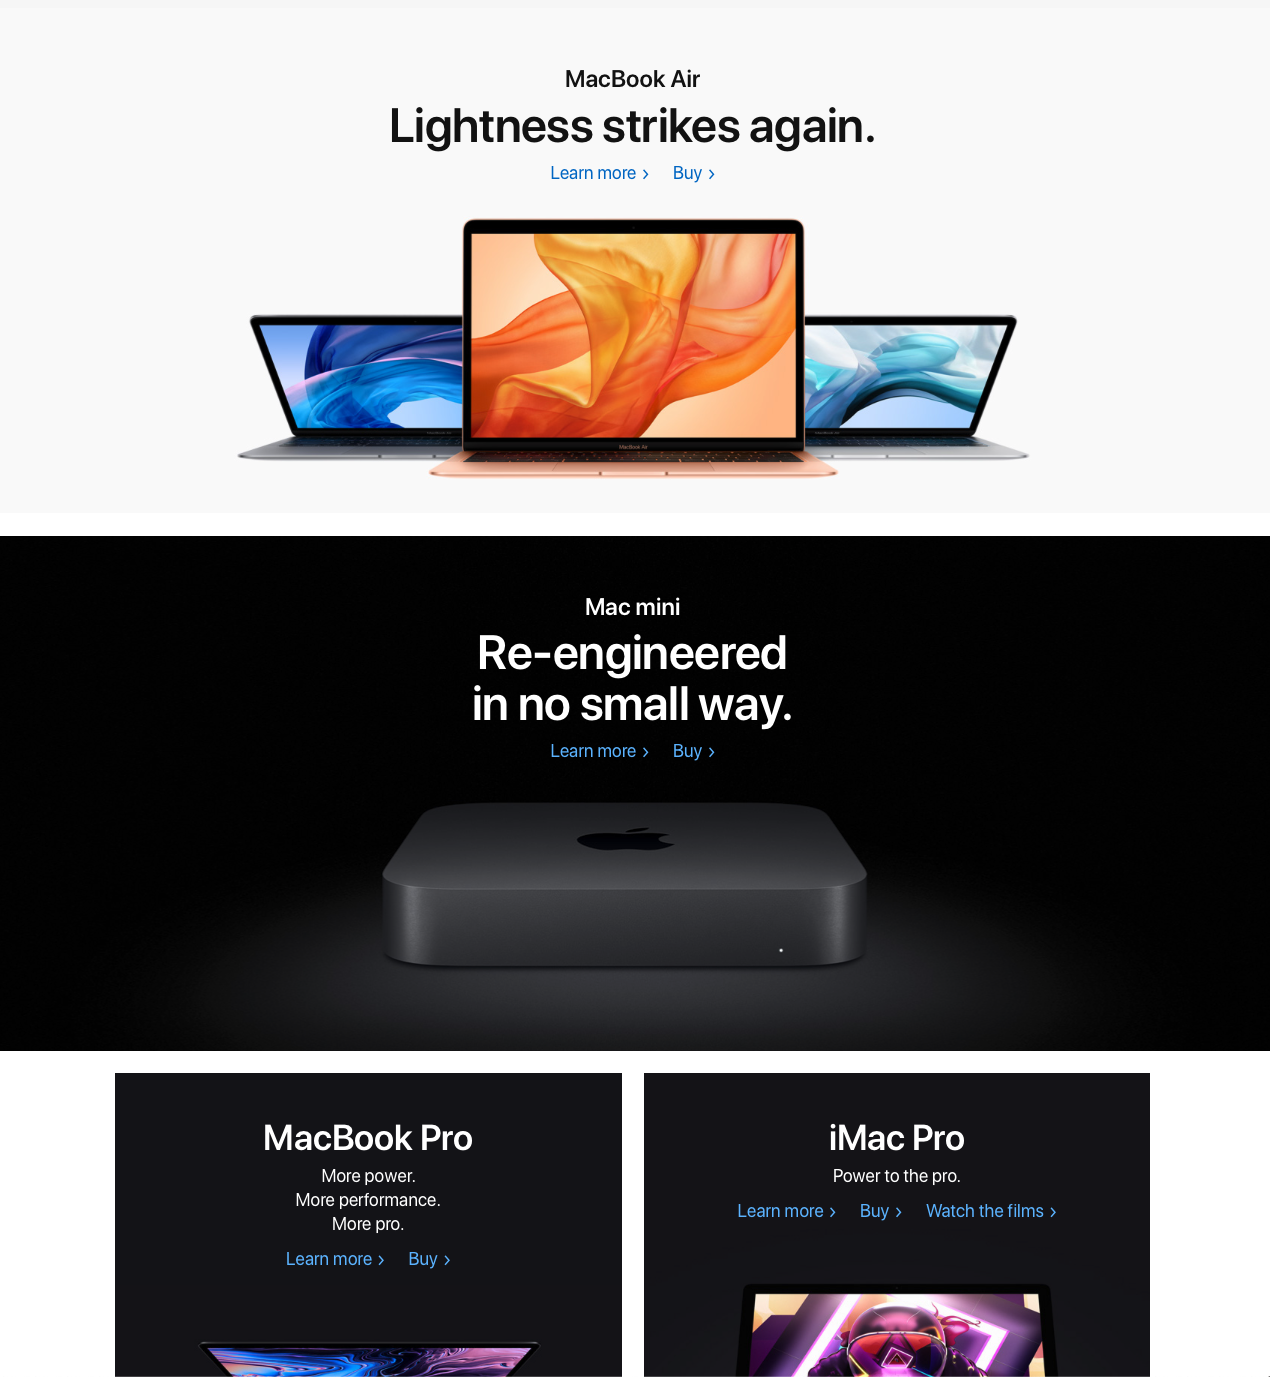 MacBook Air
Lightness strikes again.
Learn more › Buy ›
MacBook Air
Mac mini
Re-engineered
in no small way.
Learn more › Buy ›
MacBook Pro
More power.
More performance.
More pro.
Learn more › Buy ›
iMac Pro
Power to the pro.
Learn more › Buy › Watch the films ›